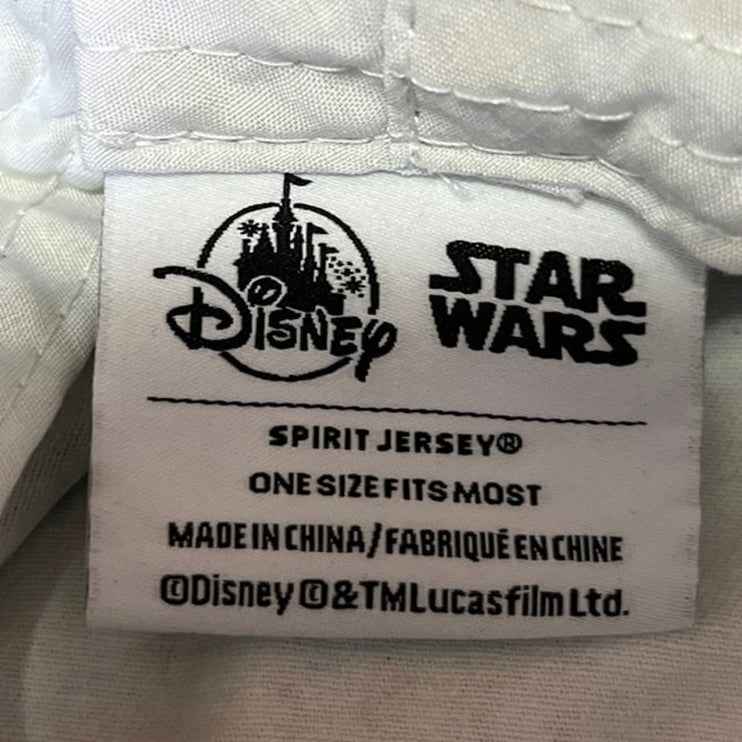 Disney
STAR
WARS
SPIRIT JERSEY®
ONE SIZE FITS MOST
MADE IN CHINA/FABRIQUÉ EN CHINE
©Disney ©&TM Lucasfilm Ltd.